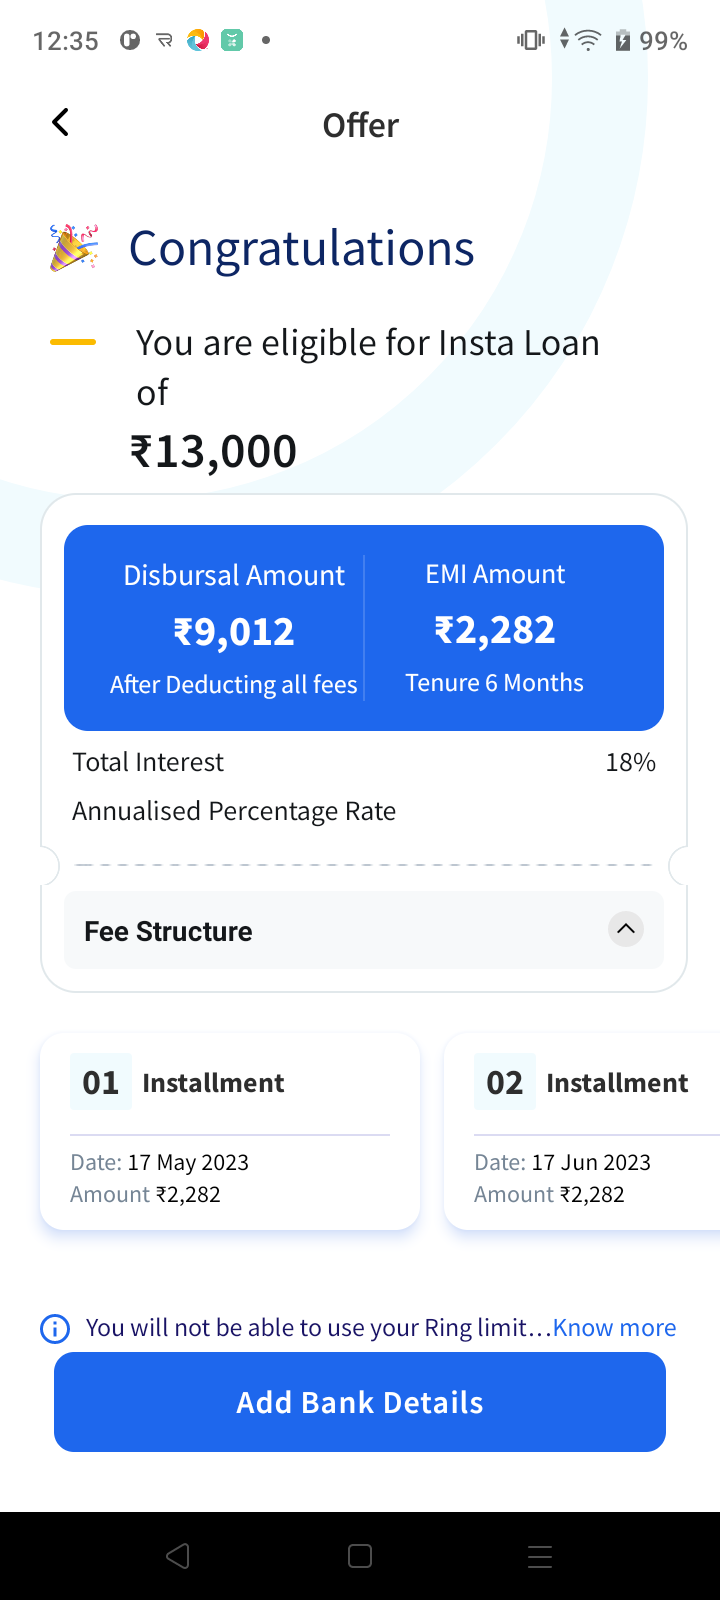 12:35
99%
Offer
Congratulations
You are eligible for Insta Loan
of
₹13,000
Disbursal Amount
₹9,012
After Deducting all fees
EMI Amount
₹2,282
Tenure 6 Months
Total Interest 18%
Annualised Percentage Rate
Fee Structure
01 Installment
Date: 17 May 2023
Amount ₹2,282
02 Installment
Date: 17 Jun 2023
Amount ₹2,282
You will not be able to use your Ring limit...Know more
Add Bank Details